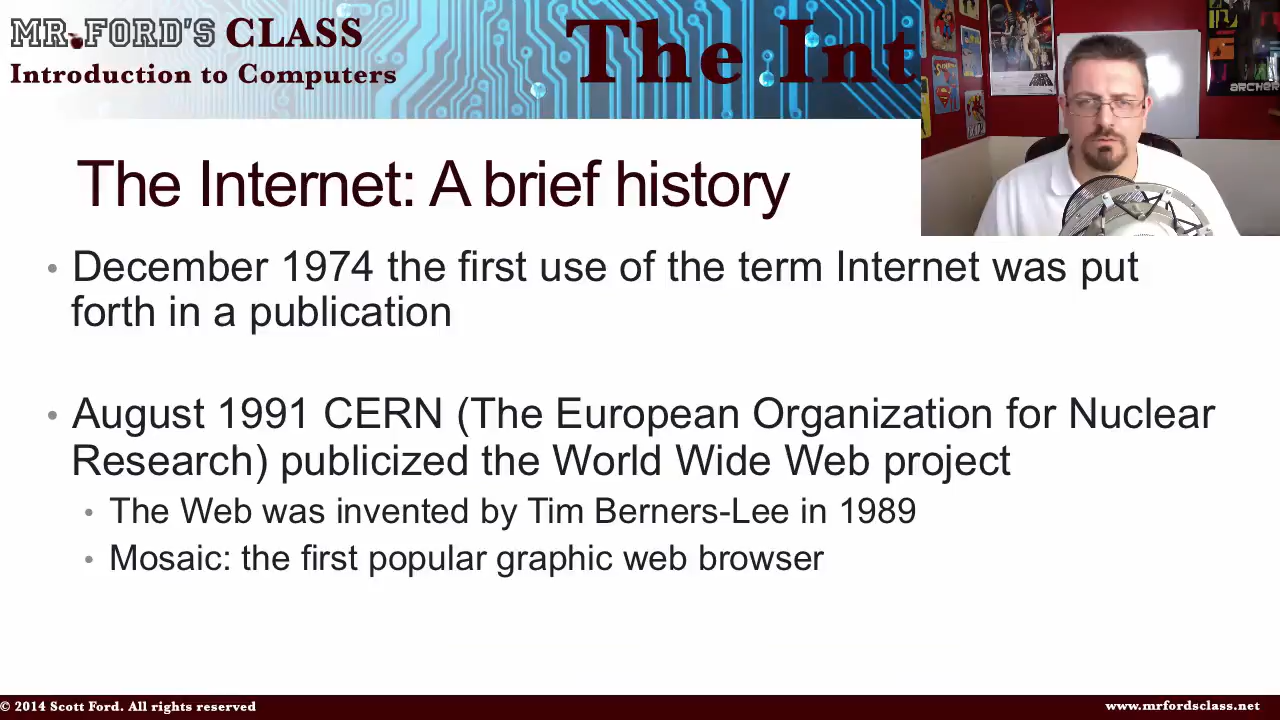 MR.FORD'S CLASS
Introduction to Computers
The Int
ARCHER
The Internet: A brief history
• December 1974 the first use of the term Internet was put
forth in a publication
• August 1991 CERN (The European Organization for Nuclear
Research) publicized the World Wide Web project
• The Web was invented by Tim Berners-Lee in 1989
• Mosaic: the first popular graphic web browser
© 2014 Scott Ford. All rights reserved
www.mrfordsclass.net